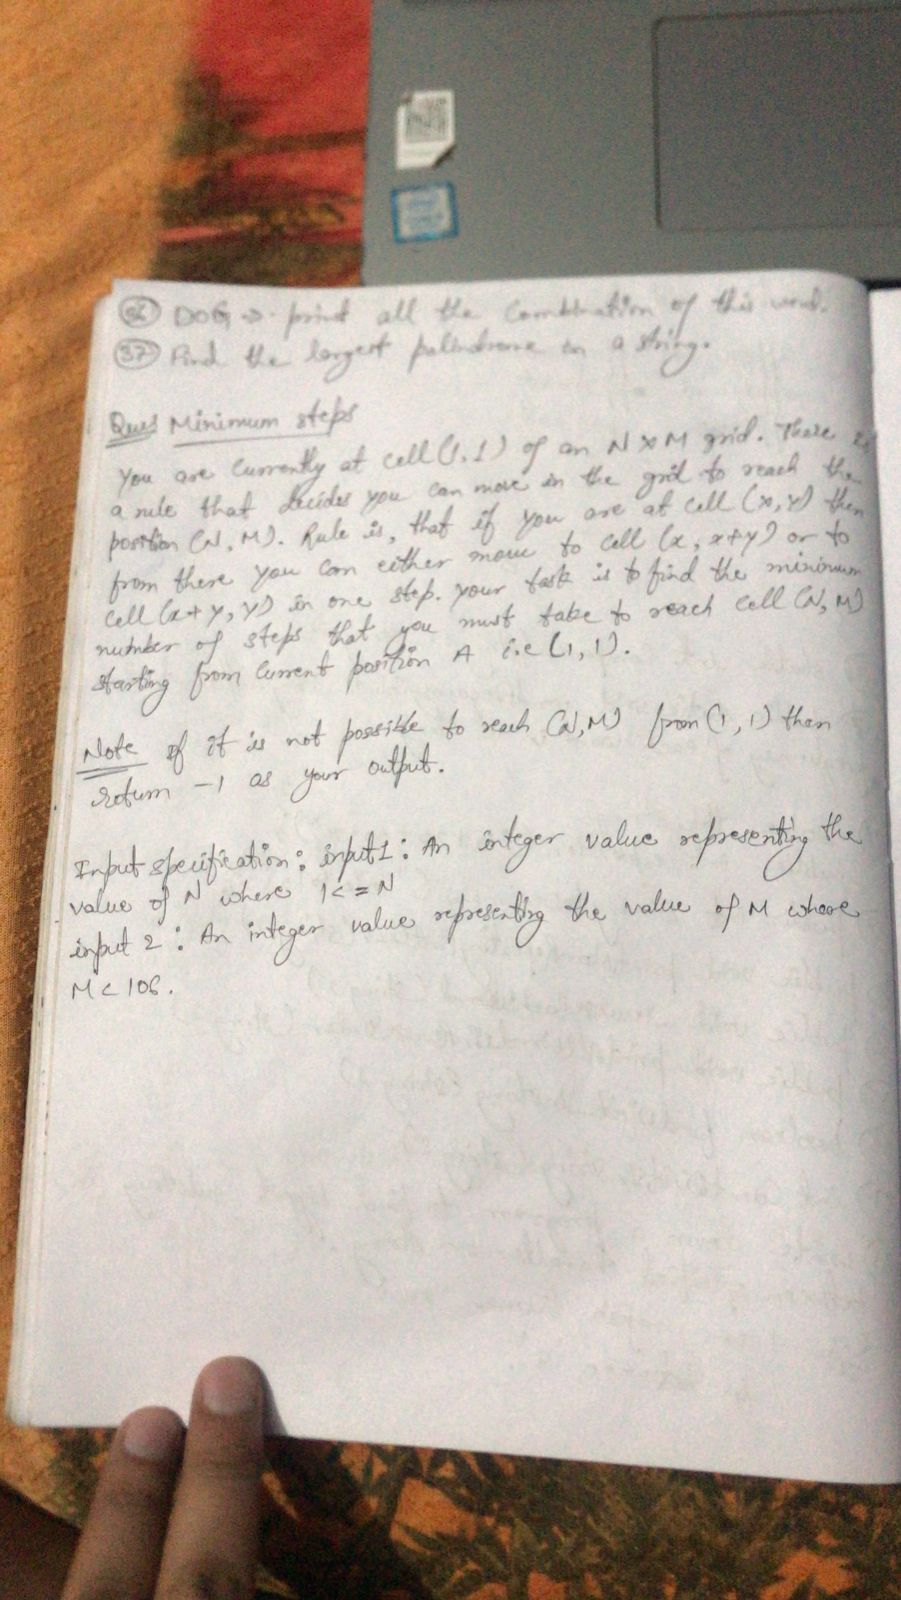 36 DOG → print all the Combination of this word.
37 Find the largest palindrome in a string.
Ques Minimum steps
You are Currently at cell (1,1) of an N x M grid. There is
a rule that decides you can move in the grid to reach the
position (N, M). Rule is, that if you are at cell (x, y) then
from there you can either move to cell (x, x+y) or to
cell (x+y, y) in one step. your task is to find the minimum
number of steps that you must take to reach cell (N, M)
starting from current position A i.e (1, 1).
Note if it is not possible to reach (N, M) from (1, 1) then
return -1 as your output.
Input specification: input1: An integer value representing the
value of N where 1<=N
input 2: An integer value representing the value of M where
M<106.